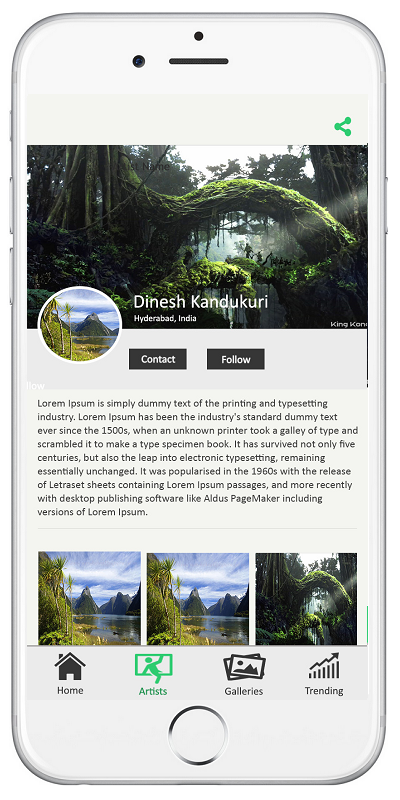 st Name
Dinesh Kandukuri
Hyderabad, India
King Kong
Contact
Follow
llow
Lorem Ipsum is simply dummy text of the printing and typesetting
industry. Lorem Ipsum has been the industry's standard dummy text
ever since the 1500s, when an unknown printer took a galley of type and
scrambled it to make a type specimen book. It has survived not only five
centuries, but also the leap into electronic typesetting, remaining
essentially unchanged. It was popularised in the 1960s with the release
of Letraset sheets containing Lorem Ipsum passages, and more recently
with desktop publishing software like Aldus PageMaker including
versions of Lorem Ipsum.
Home
Artists
Galleries
Trending